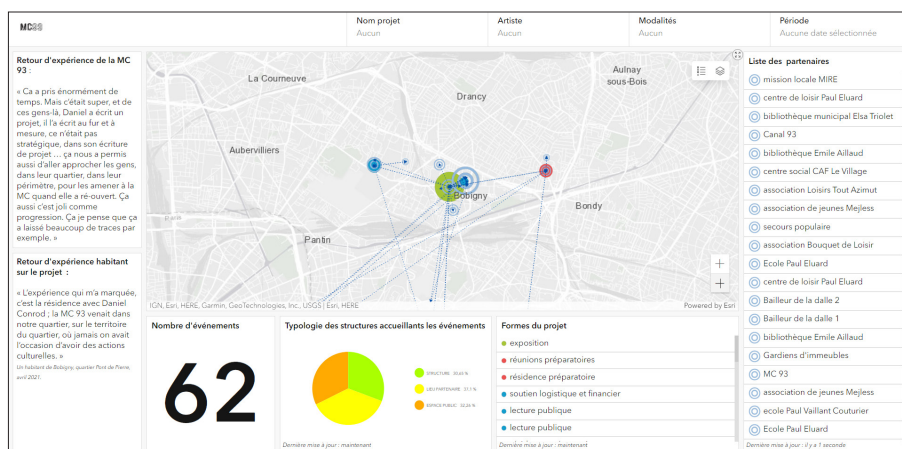 MC93
Nom projet
Aucun
Artiste
Aucun
Modalités
Aucun
Période
Aucune date sélectionnée
Retour d'expérience de la MC
93 :
« Ca a pris énormément de
temps. Mais c'était super, et de
ces gens-là, Daniel a écrit un
projet, il l'a écrit au fur et à
mesure, ce n'était pas
stratégique, dans son écriture
de projet ... ça nous a permis
aussi d'aller approcher les gens,
dans leur quartier, dans leur
périmètre, pour les amener à la
MC quand elle a ré-ouvert. Ça
aussi c'est joli comme
progression. Ça je pense que ça
a laissé beaucoup de traces par
exemple. »
Retour d'expérience habitant
sur le projet :
« L'expérience qui m'a marquée,
c'est la résidence avec Daniel
Conrod ; la MC 93 venait dans
notre quartier, sur le territoire
du quartier, où jamais on avait
l'occasion d'avoir des actions
culturelles. »
Un habitant de Bobigny, quartier Pont de Pierre,
avril 2021.
La Courneuve
Aulnay
sous-Bois
Drancy
Aubervilliers
Bobigny
Bondy
Paris
Pantin
IGN, Esri, HERE, Garmin, GeoTechnologies, Inc., USGS | Esri, HERE
Powered by Esri
Nombre d'événements
62
Dernière mise à jour : maintenant
Typologie des structures accueillants les événements
STRUCTURE
LIEU PARTENAIRE
ESPACE PUBLIC
Formes du projet
exposition
réunions préparatoires
résidence préparatoire
soutien logistique et financier
lecture publique
lecture publique
Dernière mise à jour : maintenant
Liste des partenaires
mission locale MIRE
centre de loisir Paul Eluard
bibliothèque municipal Elsa Triolet
Canal 93
bibliothèque Emile Aillaud
centre social CAF Le Village
association Loisirs Tout Azimut
association de jeunes Mejless
secours populaire
association Bouquet de Loisir
Ecole Paul Eluard
centre de loisir Paul Eluard
Bailleur de la dalle 2
Bailleur de la dalle 1
bibliothèque Emile Aillaud
Gardiens d'immeubles
MC 93
association de jeunes Mejless
ecole Paul Vaillant Couturier
Ecole Paul Eluard
Dernière mise à jour : il y a 1 seconde